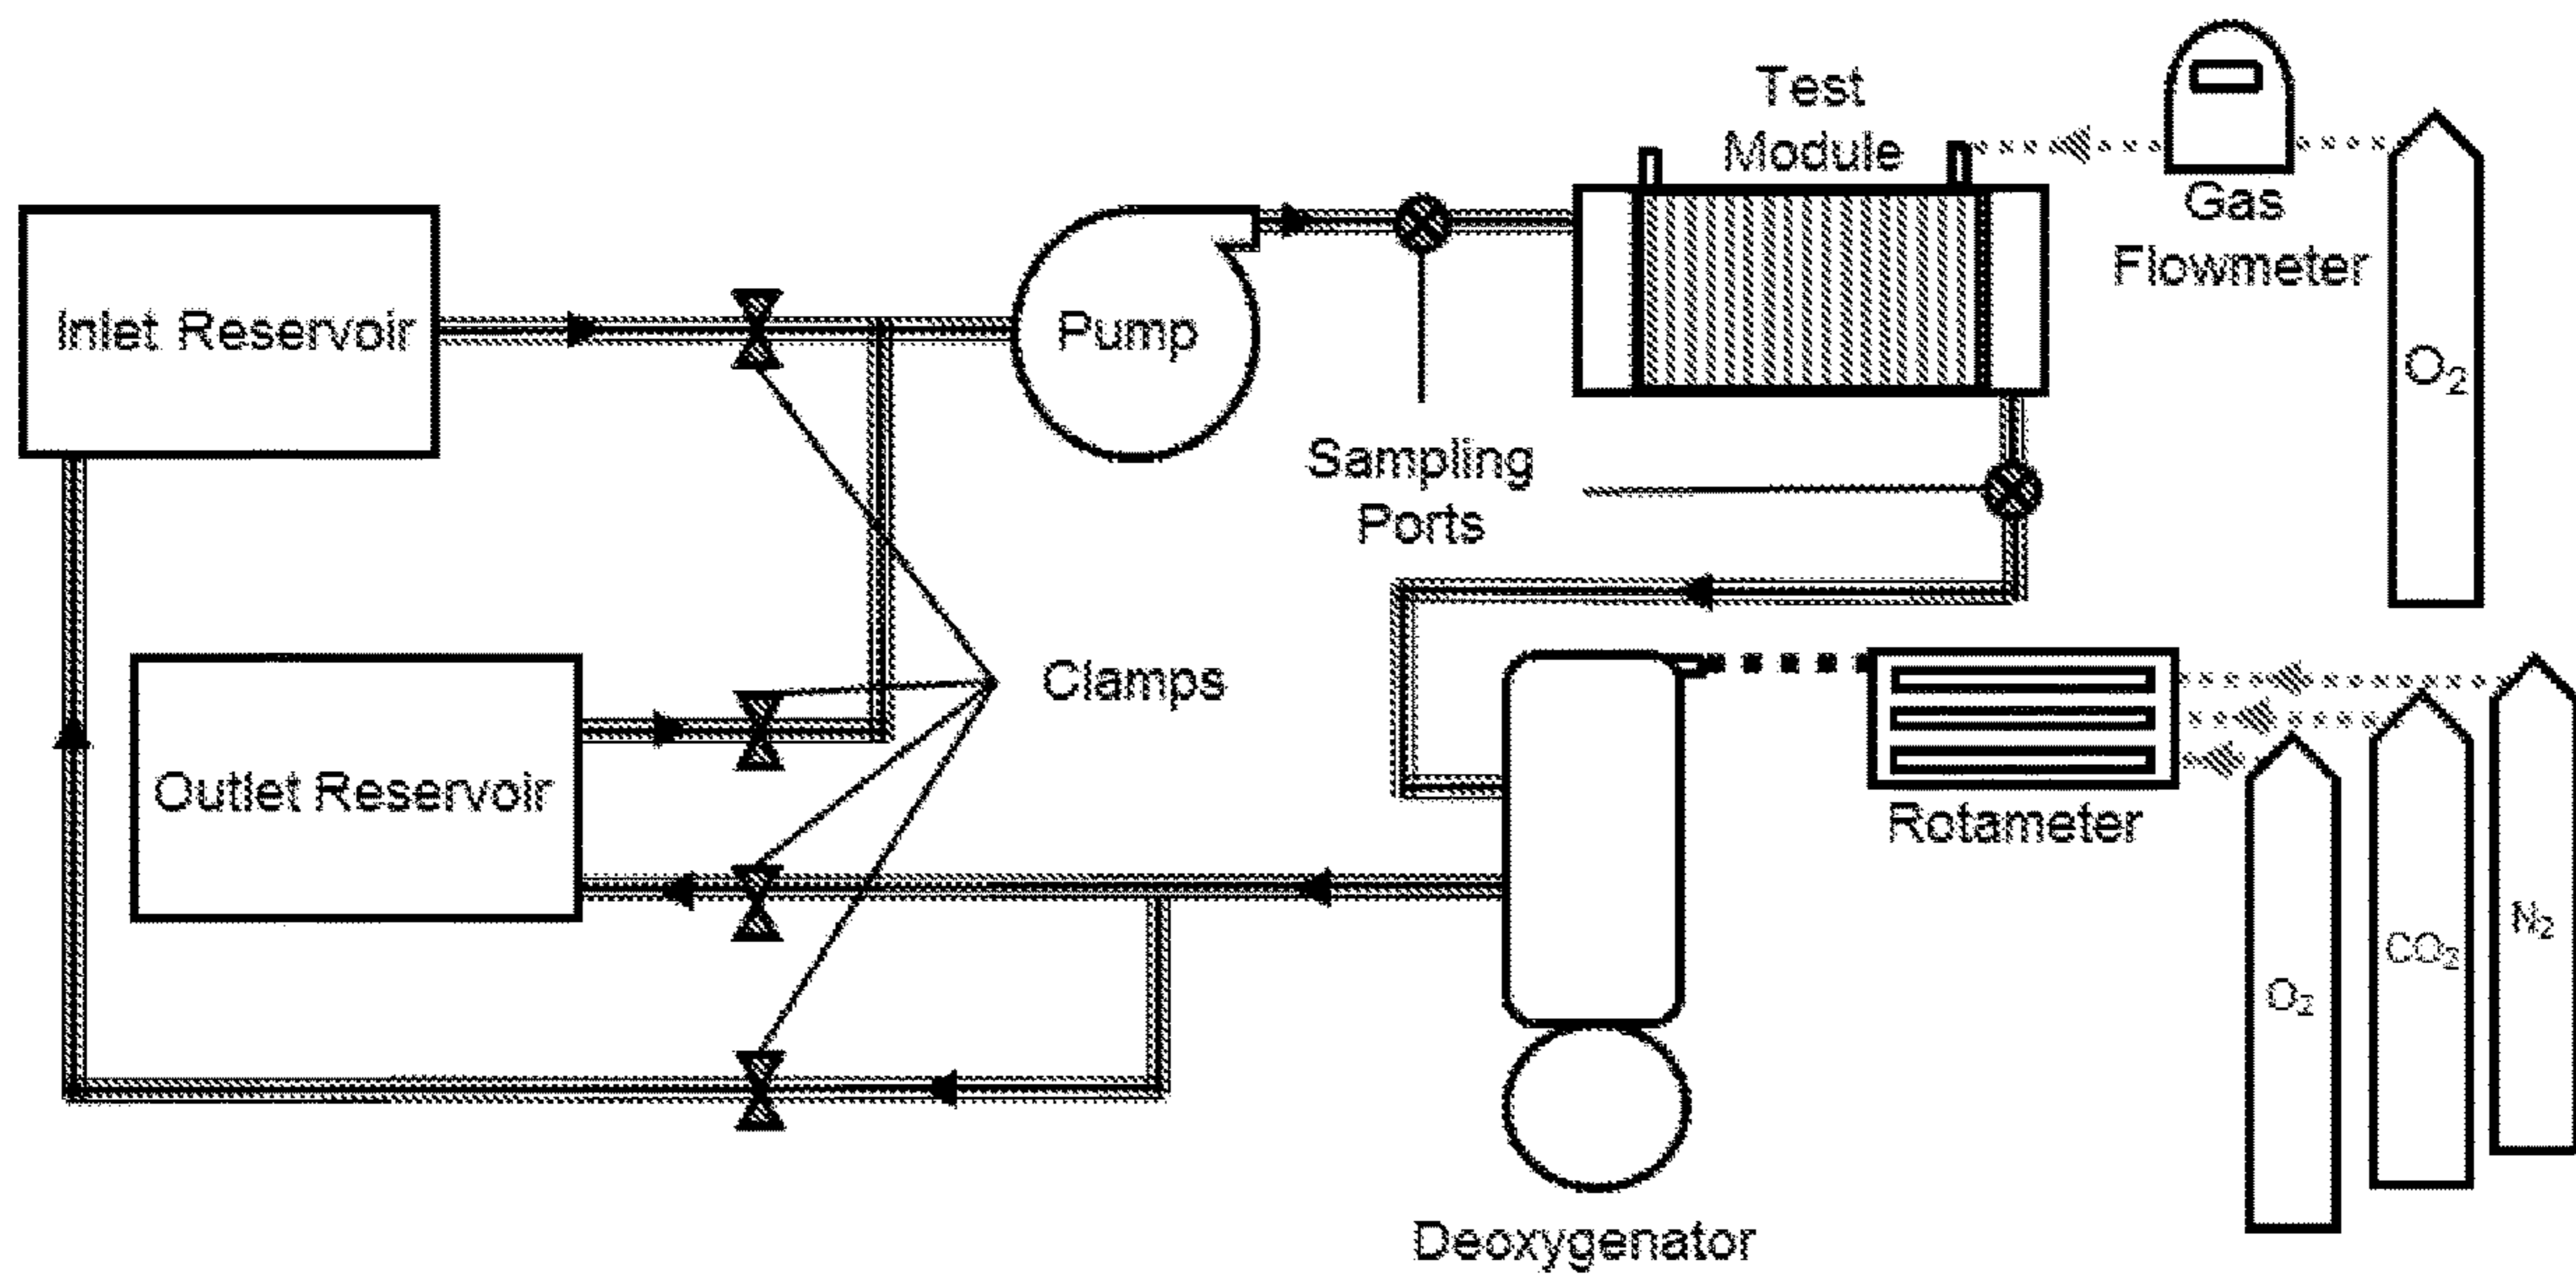 Test
Module
Gas
Flowmeter
Inlet Reservoir
Pump
O₂
Sampling
Ports
Clamps
Outlet Reservoir
Rotameter
N₂
CO₂
O₂
Deoxygenator